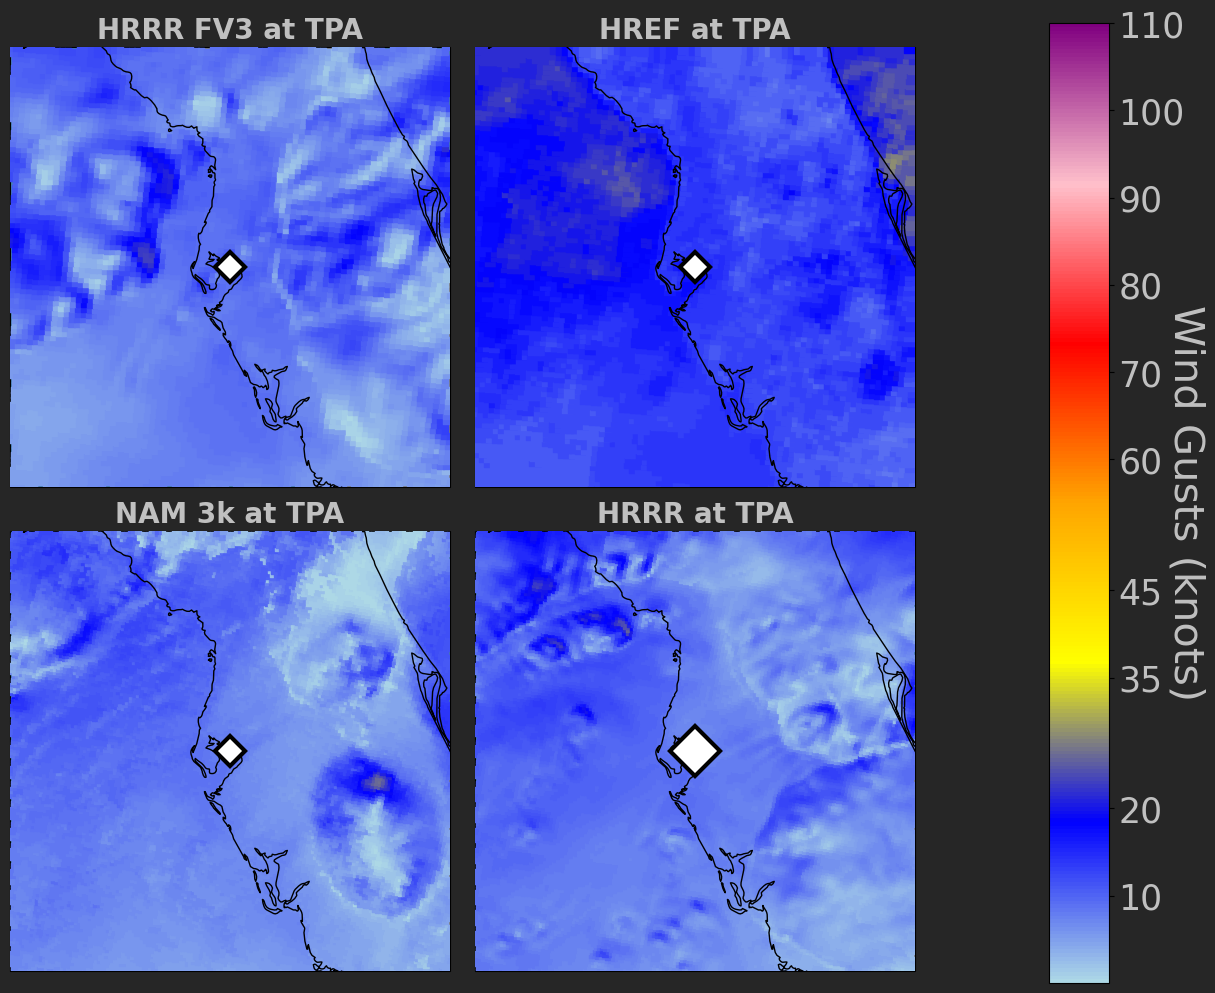 HRRR FV3 at TPA
HREF at TPA
NAM 3k at TPA
HRRR at TPA
110
100
90
80
70
60
45
35
20
10
Wind Gusts (knots)